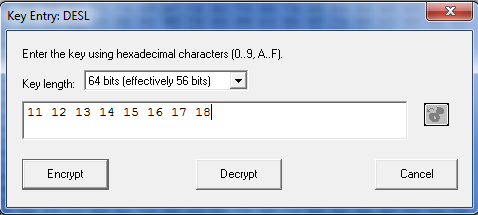 Key Entry: DESL
Enter the key using hexadecimal characters (0..9, A..F).
Key length: 64 bits (effectively 56 bits)
11 12 13 14 15 16 17 18
Encrypt Decrypt Cancel